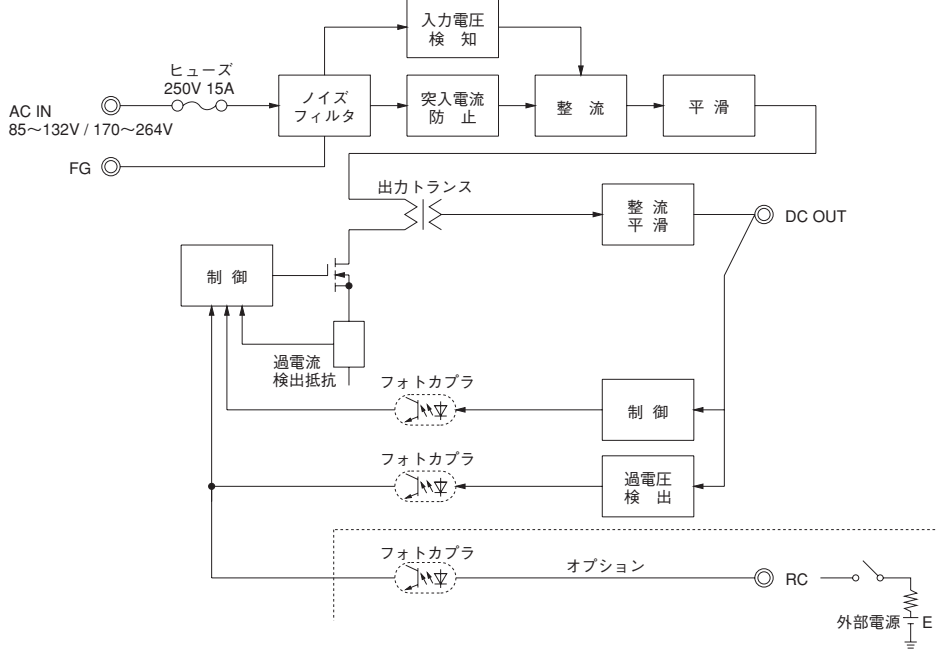 入力電圧
検 知
ヒューズ
250V 15A
AC IN
85～132V / 170～264V
ノイズ
フィルタ
突入電流
防 止
整 流
平 滑
FG
出力トランス
整 流
平 滑
DC OUT
制 御
過電流
検出抵抗
フォトカプラ
制 御
フォトカプラ
過電圧
検 出
フォトカプラ
オプション
RC
外部電源
E